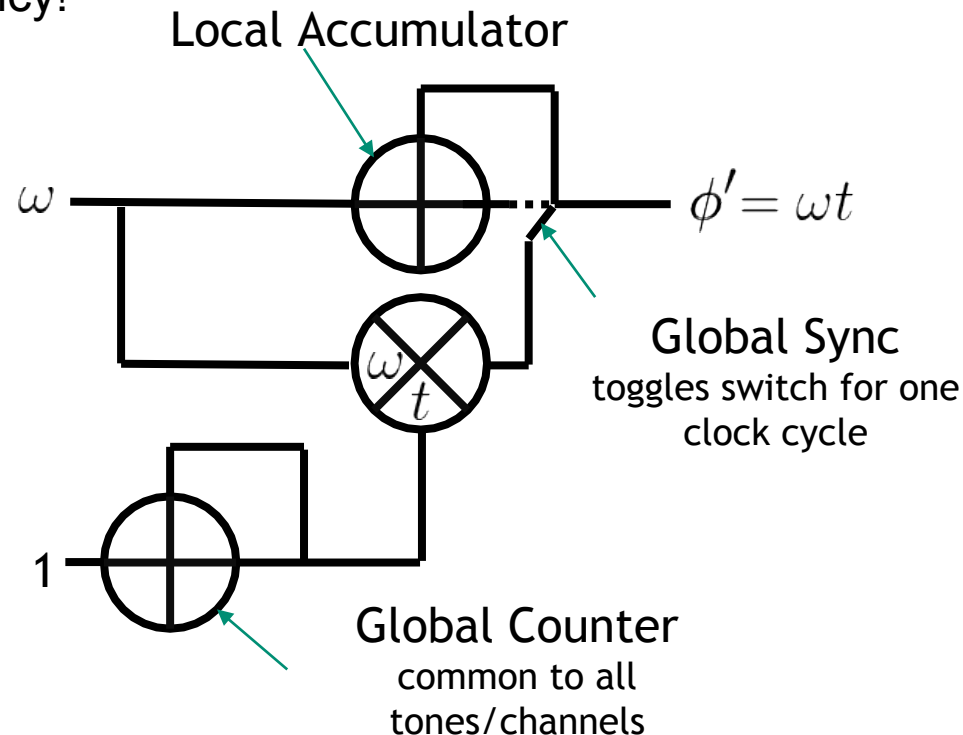 Local Accumulator
ω
ϕ′= ωt
ω
t
Global Sync
toggles switch for one
clock cycle
1
Global Counter
common to all
tones/channels